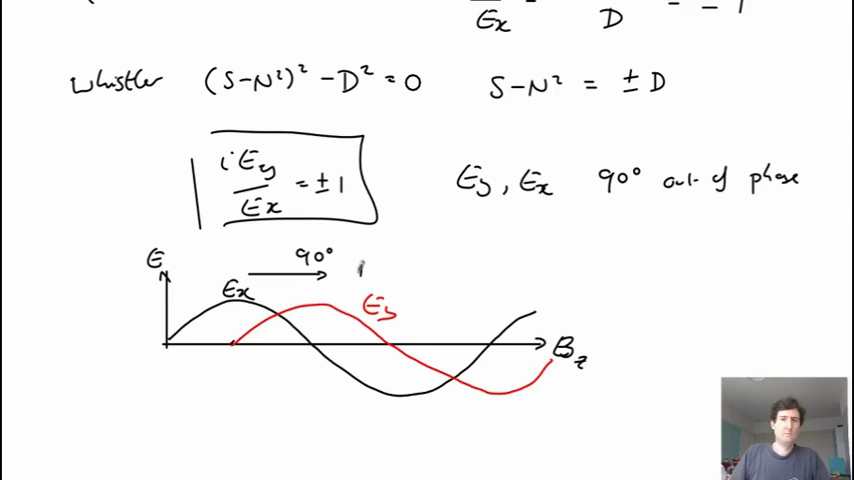 Ex = D = - 1
Whistler (S-N²)² - D² = 0 S-N² = ± D
iEy / Ex = ± 1 Ey, Ex 90° out of phase
E 90°
Ex Ey
Bz